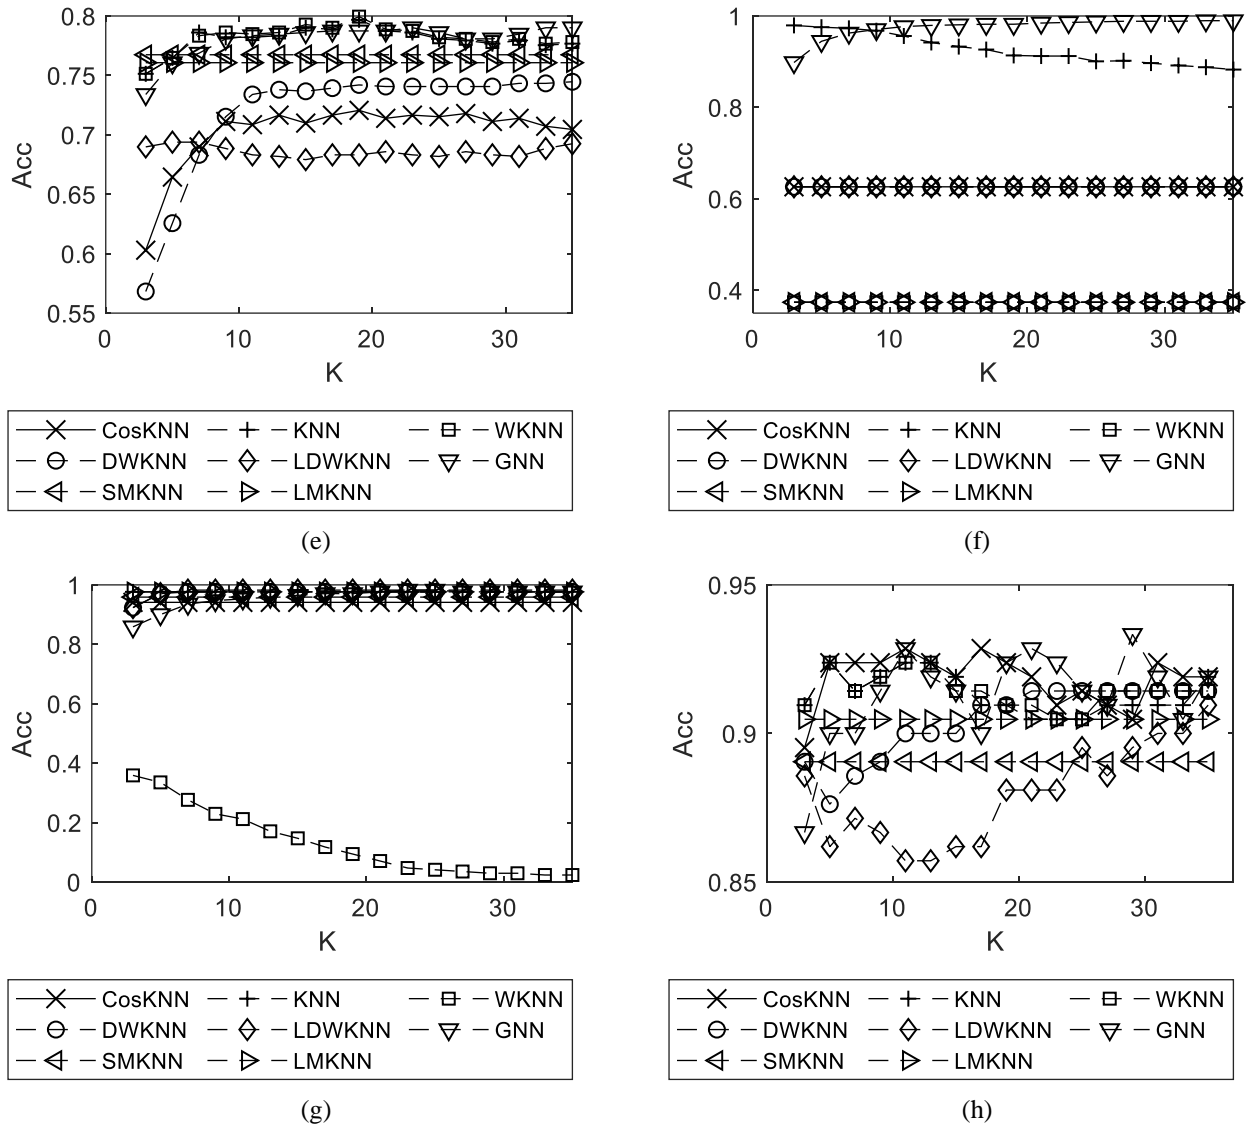 0.8
0.75
0.7
0.65
0.6
0.55
Acc
0 10 20 30
K
CosKNN KNN WKNN
DWKNN LDWKNN GNN
SMKNN LMKNN
(e)
1
0.8
0.6
0.4
Acc
0 10 20 30
K
CosKNN KNN WKNN
DWKNN LDWKNN GNN
SMKNN LMKNN
(f)
1
0.8
0.6
0.4
0.2
0
Acc
0 10 20 30
K
CosKNN KNN WKNN
DWKNN LDWKNN GNN
SMKNN LMKNN
(g)
0.95
0.9
0.85
Acc
0 10 20 30
K
CosKNN KNN WKNN
DWKNN LDWKNN GNN
SMKNN LMKNN
(h)